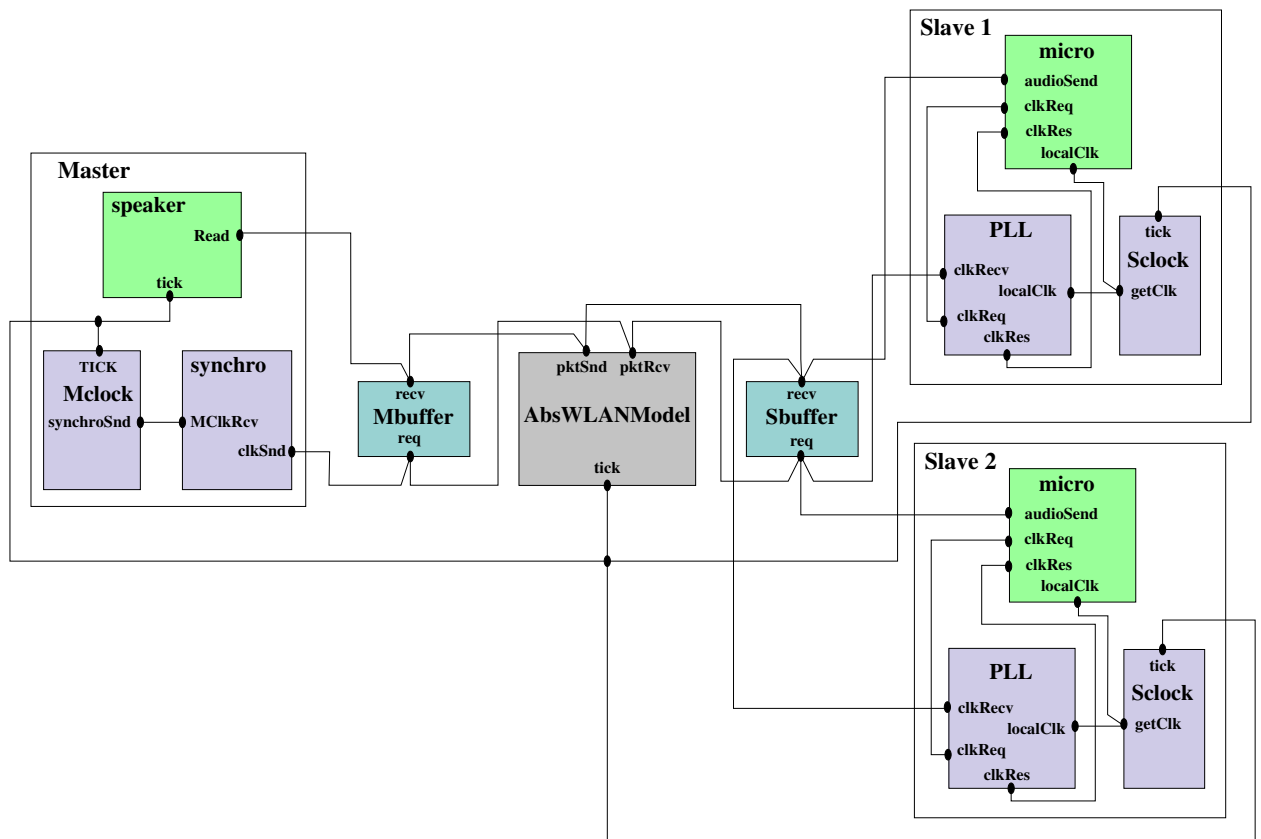 Slave 1
micro
audioSend
clkReq
clkRes
localClk
Master
speaker
Read
tick
PLL
clkRecv
localClk
clkReq
clkRes
tick
Sclock
getClk
TICK
Mclock
synchroSnd
synchro
MClkRcv
clkSnd
recv
Mbuffer
req
pktSnd pktRcv
AbsWLANModel
tick
recv
Sbuffer
req
Slave 2
micro
audioSend
clkReq
clkRes
localClk
PLL
clkRecv
localClk
clkReq
clkRes
tick
Sclock
getClk